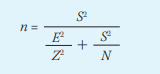 n = S² / (E²/Z² + S²/N)